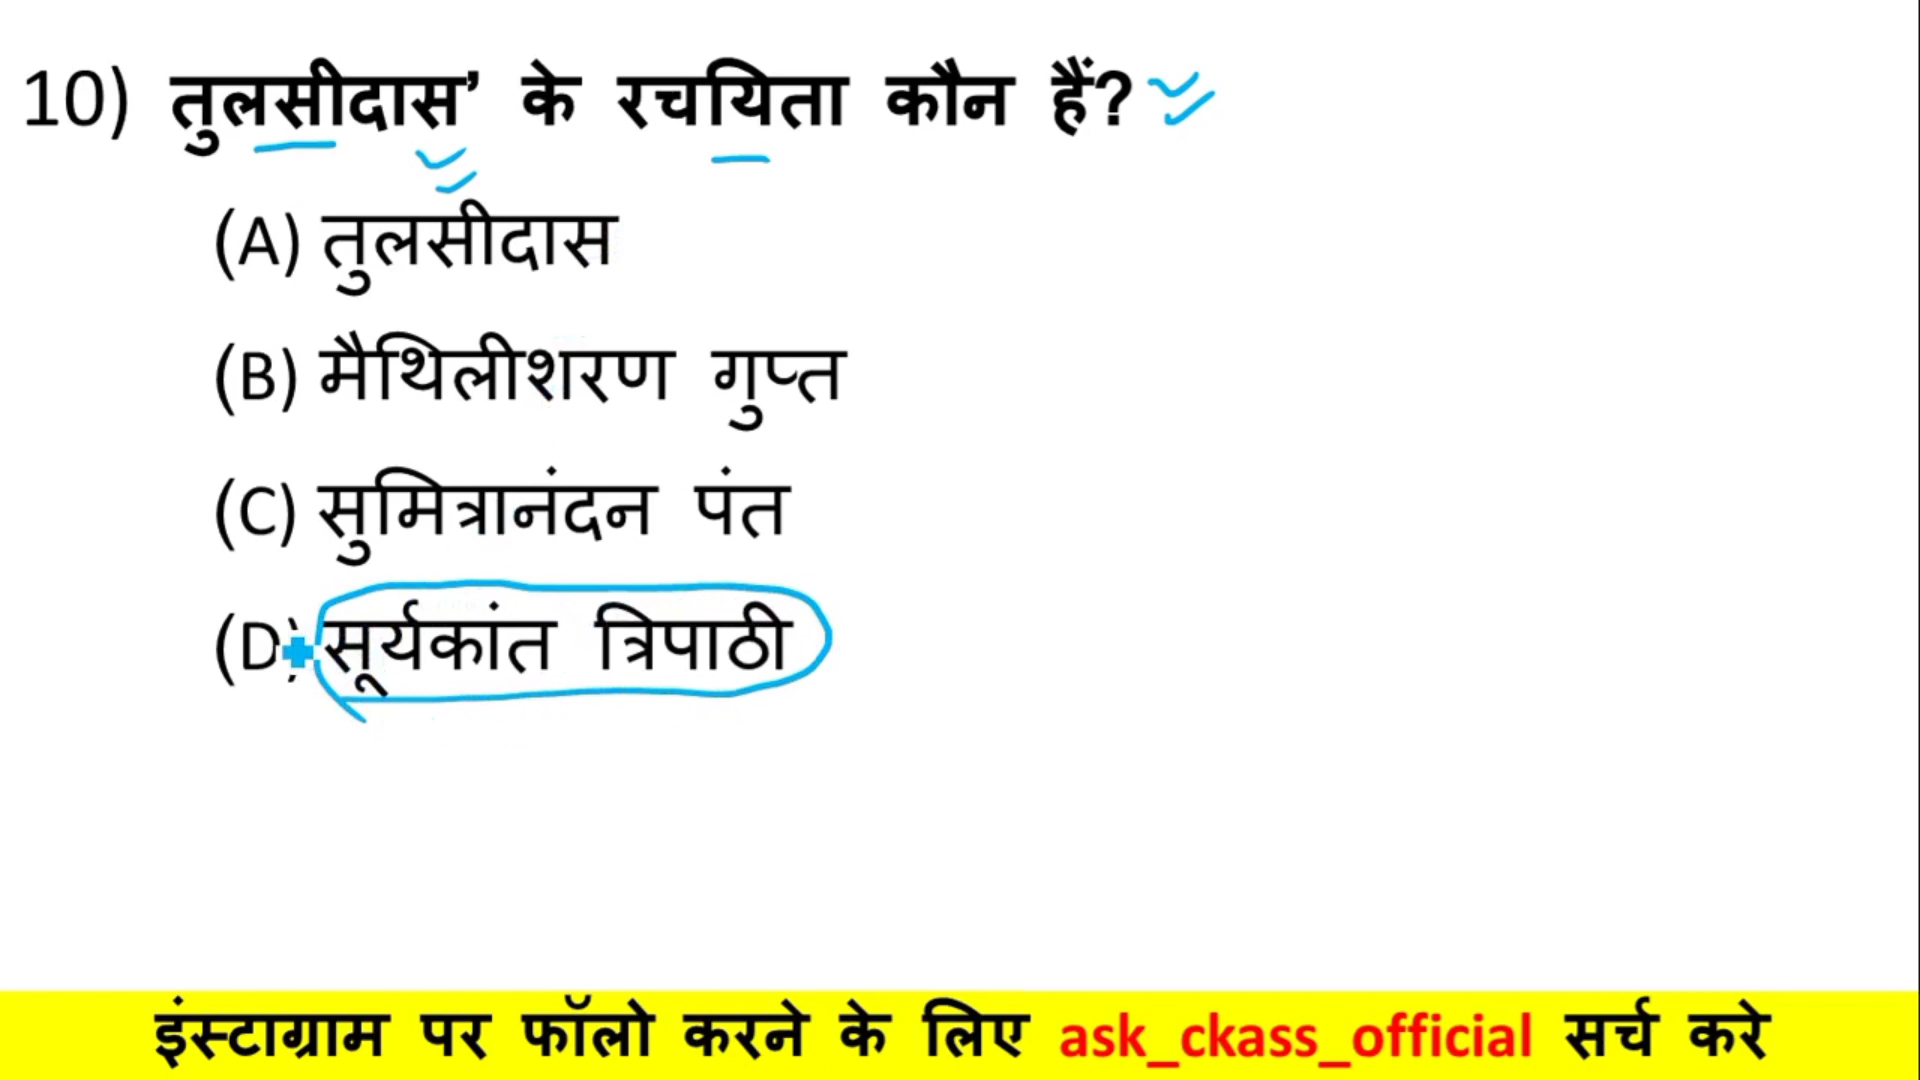 10) तुलसीदास’ के रचयिता कौन हैं?
(A) तुलसीदास
(B) मैथिलीशरण गुप्त
(C) सुमित्रानंदन पंत
(D) सूर्यकांत त्रिपाठी
इंस्टाग्राम पर फॉलो करने के लिए ask_ckass_official सर्च करे